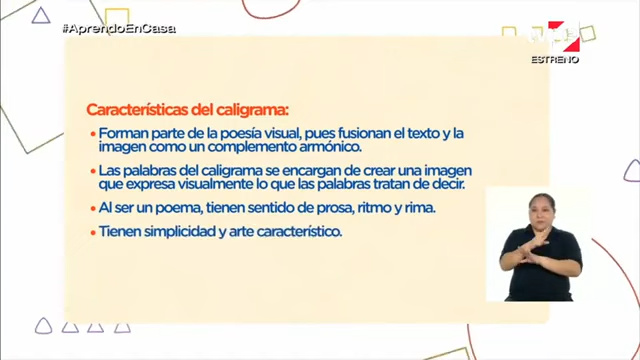 #AprendoEnCasa
ESTRENO
Características del caligrama:
• Forman parte de la poesía visual, pues fusionan el texto y la
imagen como un complemento armónico.
• Las palabras del caligrama se encargan de crear una imagen
que expresa visualmente lo que las palabras tratan de decir.
• Al ser un poema, tienen sentido de prosa, ritmo y rima.
• Tienen simplicidad y arte característico.